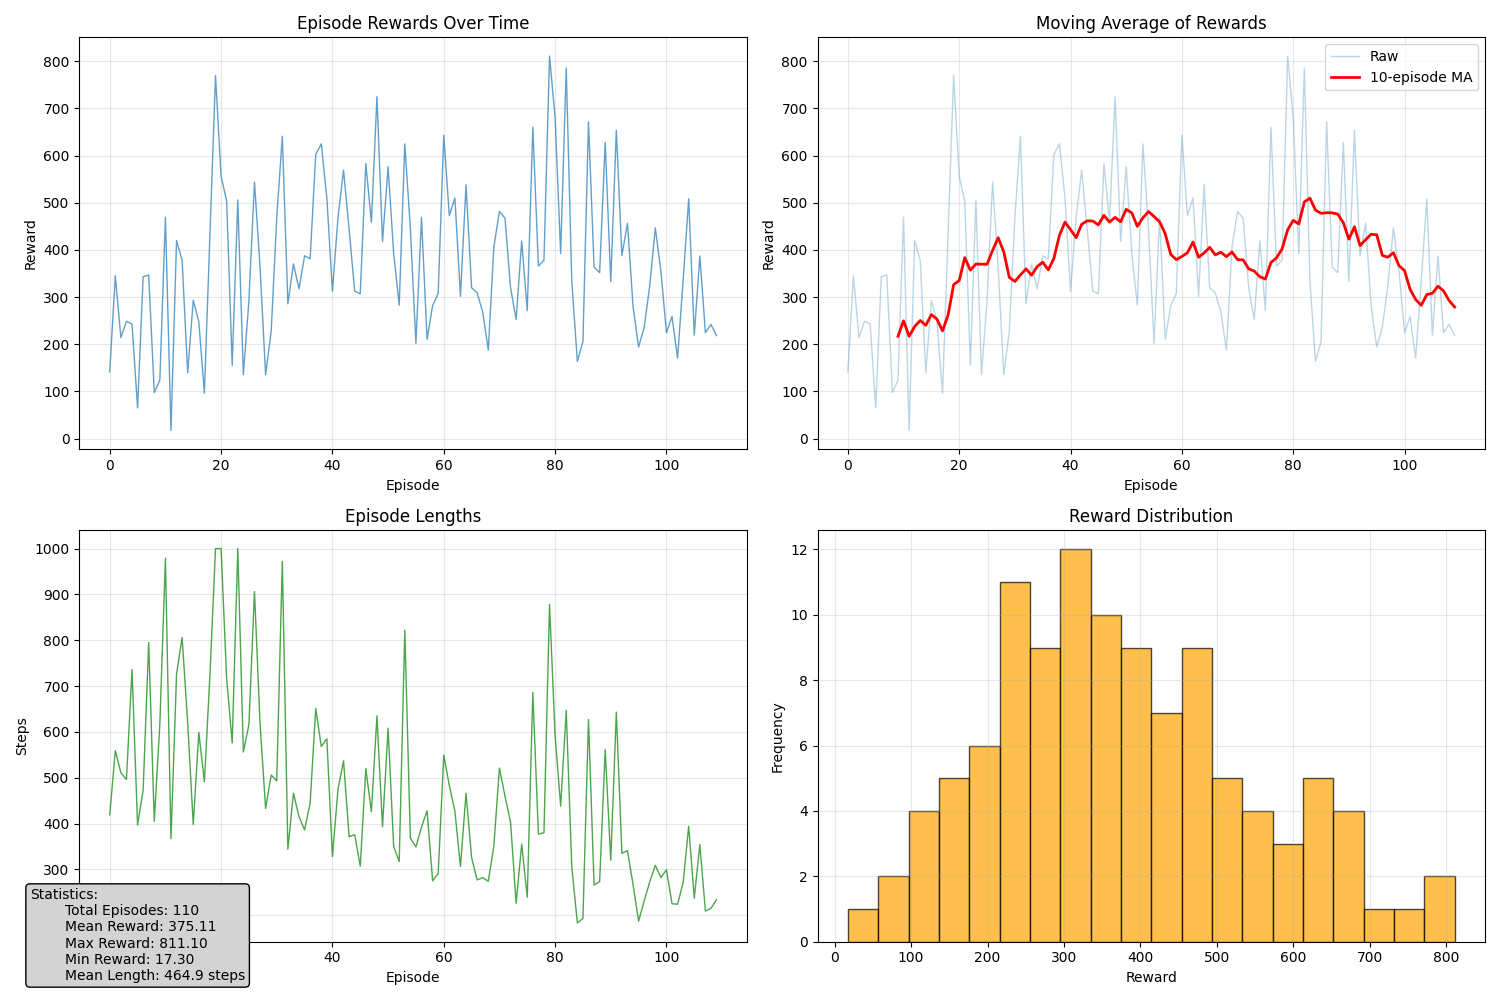 Episode Rewards Over Time
800
700
600
500
400
300
200
100
0
Reward
0 20 40 60 80 100
Episode
Moving Average of Rewards
Raw
10-episode MA
800
700
600
500
400
300
200
100
0
Reward
0 20 40 60 80 100
Episode
Episode Lengths
1000
900
800
700
600
500
400
300
Steps
40 60 80 100
Episode
Statistics:
Total Episodes: 110
Mean Reward: 375.11
Max Reward: 811.10
Min Reward: 17.30
Mean Length: 464.9 steps
Reward Distribution
12
10
8
6
4
2
0
Frequency
0 100 200 300 400 500 600 700 800
Reward